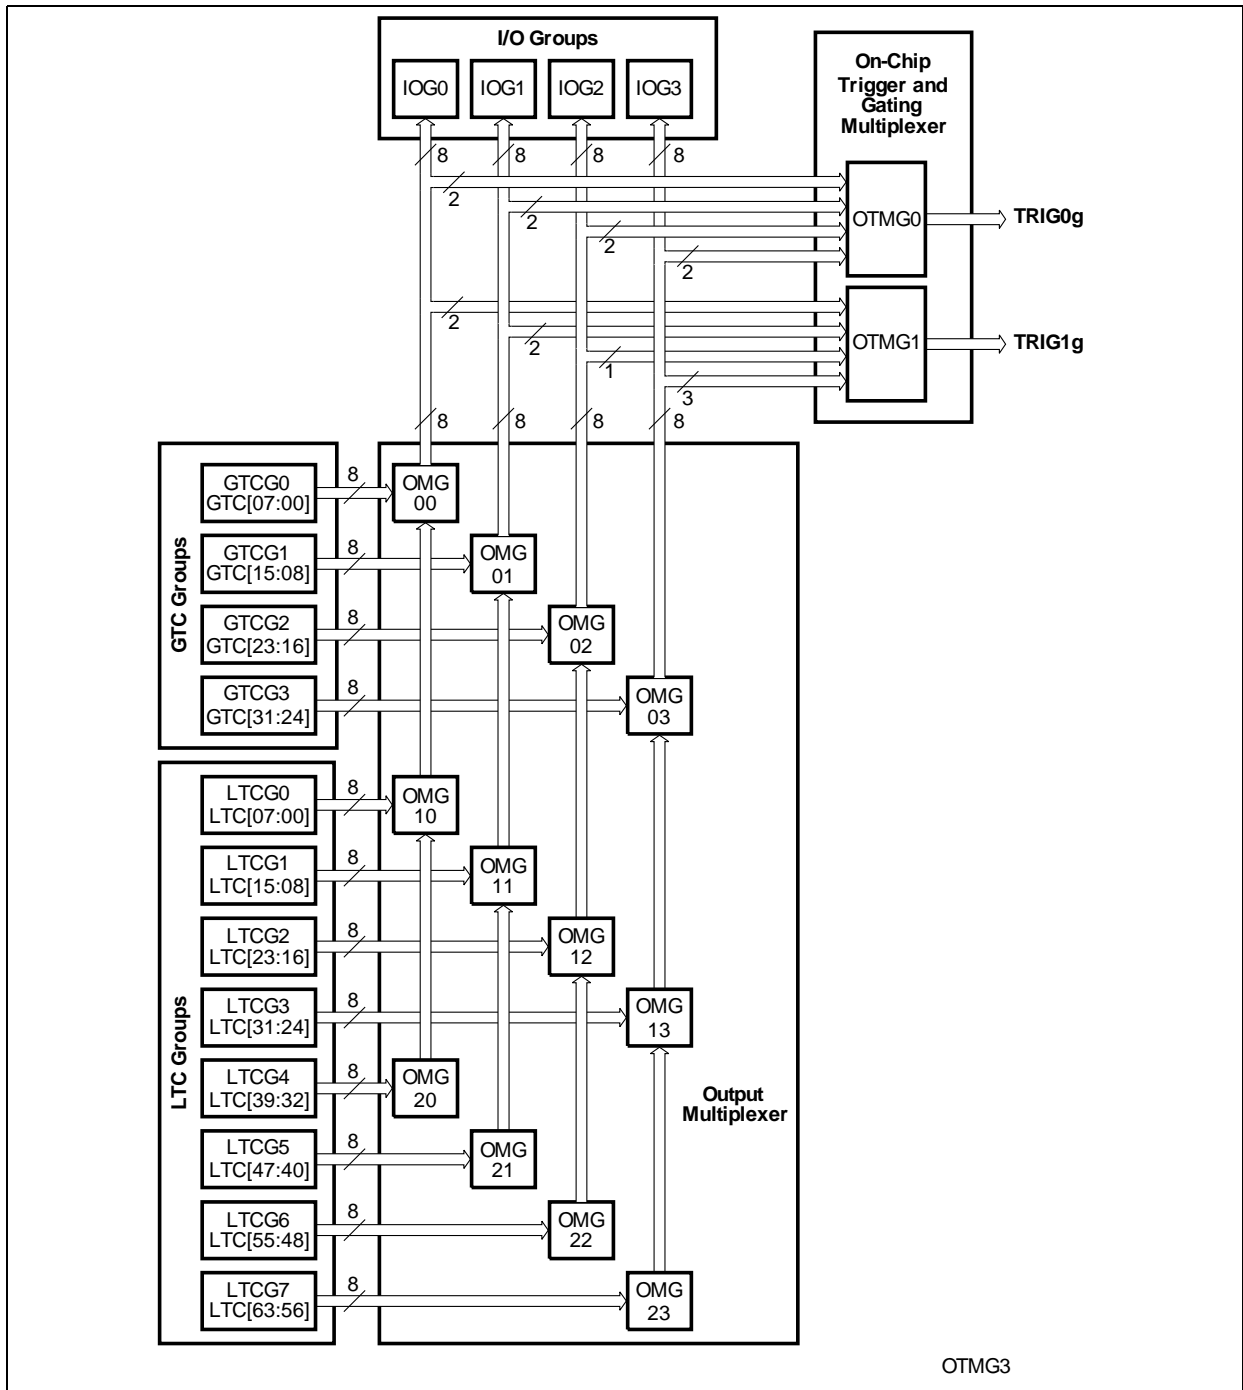 I/O Groups
IOG0
IOG1
IOG2
IOG3
On-Chip
Trigger and
Gating
Multiplexer
8
8
8
8
2
2
2
2
OTMG0
TRIG0g
2
2
1
3
OTMG1
TRIG1g
8
8
8
8
GTC Groups
GTCG0
GTC[07:00]
8
OMG
00
GTCG1
GTC[15:08]
8
OMG
01
GTCG2
GTC[23:16]
8
OMG
02
GTCG3
GTC[31:24]
8
OMG
03
LTC Groups
LTCG0
LTC[07:00]
8
OMG
10
LTCG1
LTC[15:08]
8
OMG
11
LTCG2
LTC[23:16]
8
OMG
12
LTCG3
LTC[31:24]
8
OMG
13
LTCG4
LTC[39:32]
8
OMG
20
Output
Multiplexer
LTCG5
LTC[47:40]
8
OMG
21
LTCG6
LTC[55:48]
8
OMG
22
LTCG7
LTC[63:56]
8
OMG
23
OTMG3